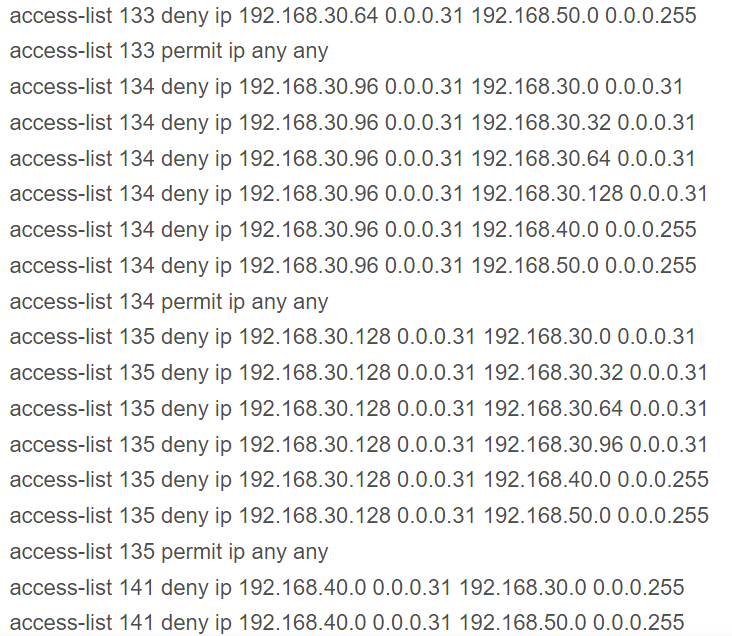 access-list 133 deny ip 192.168.30.64 0.0.0.31 192.168.50.0 0.0.0.255
access-list 133 permit ip any any
access-list 134 deny ip 192.168.30.96 0.0.0.31 192.168.30.0 0.0.0.31
access-list 134 deny ip 192.168.30.96 0.0.0.31 192.168.30.32 0.0.0.31
access-list 134 deny ip 192.168.30.96 0.0.0.31 192.168.30.64 0.0.0.31
access-list 134 deny ip 192.168.30.96 0.0.0.31 192.168.30.128 0.0.0.31
access-list 134 deny ip 192.168.30.96 0.0.0.31 192.168.40.0 0.0.0.255
access-list 134 deny ip 192.168.30.96 0.0.0.31 192.168.50.0 0.0.0.255
access-list 134 permit ip any any
access-list 135 deny ip 192.168.30.128 0.0.0.31 192.168.30.0 0.0.0.31
access-list 135 deny ip 192.168.30.128 0.0.0.31 192.168.30.32 0.0.0.31
access-list 135 deny ip 192.168.30.128 0.0.0.31 192.168.30.64 0.0.0.31
access-list 135 deny ip 192.168.30.128 0.0.0.31 192.168.30.96 0.0.0.31
access-list 135 deny ip 192.168.30.128 0.0.0.31 192.168.40.0 0.0.0.255
access-list 135 deny ip 192.168.30.128 0.0.0.31 192.168.50.0 0.0.0.255
access-list 135 permit ip any any
access-list 141 deny ip 192.168.40.0 0.0.0.31 192.168.30.0 0.0.0.255
access-list 141 deny ip 192.168.40.0 0.0.0.31 192.168.50.0 0.0.0.255